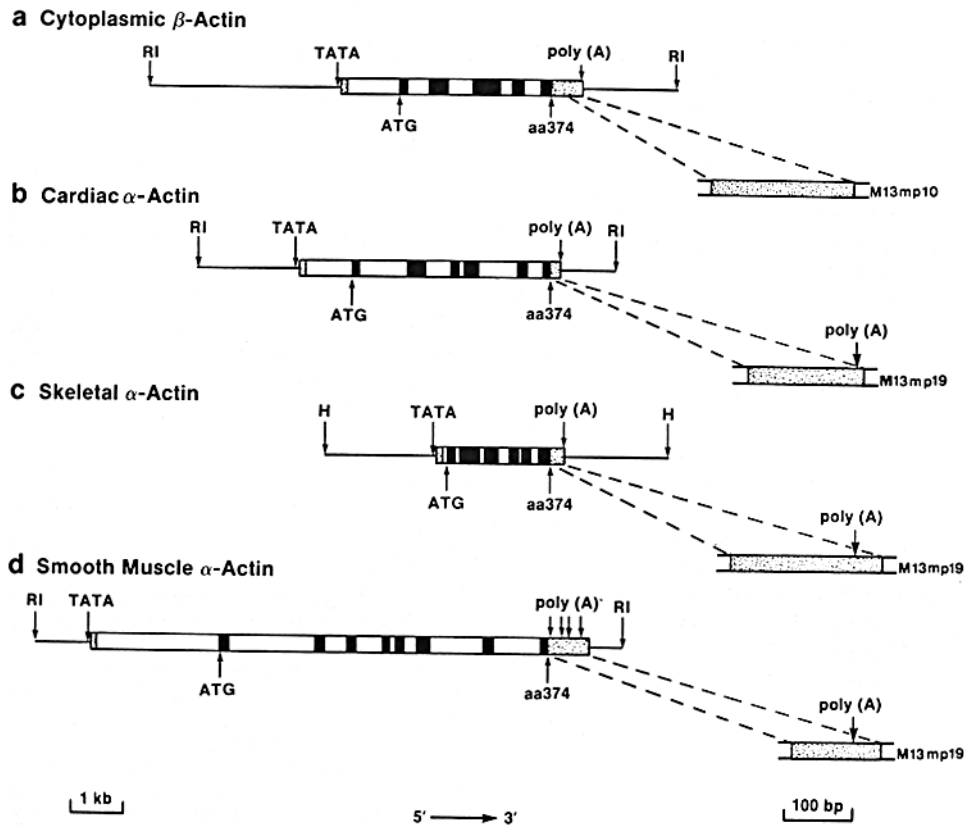 a Cytoplasmic β-Actin
RI
TATA
poly (A)
RI
ATG
aa374
M13mp10
b Cardiac α-Actin
RI
TATA
poly (A)
RI
ATG
aa374
poly (A)
M13mp19
c Skeletal α-Actin
H
TATA
poly (A)
H
ATG
aa374
poly (A)
M13mp19
d Smooth Muscle α-Actin
RI
TATA
poly (A)
RI
ATG
aa374
poly (A)
M13mp19
1 kb
5′ 3′
100 bp